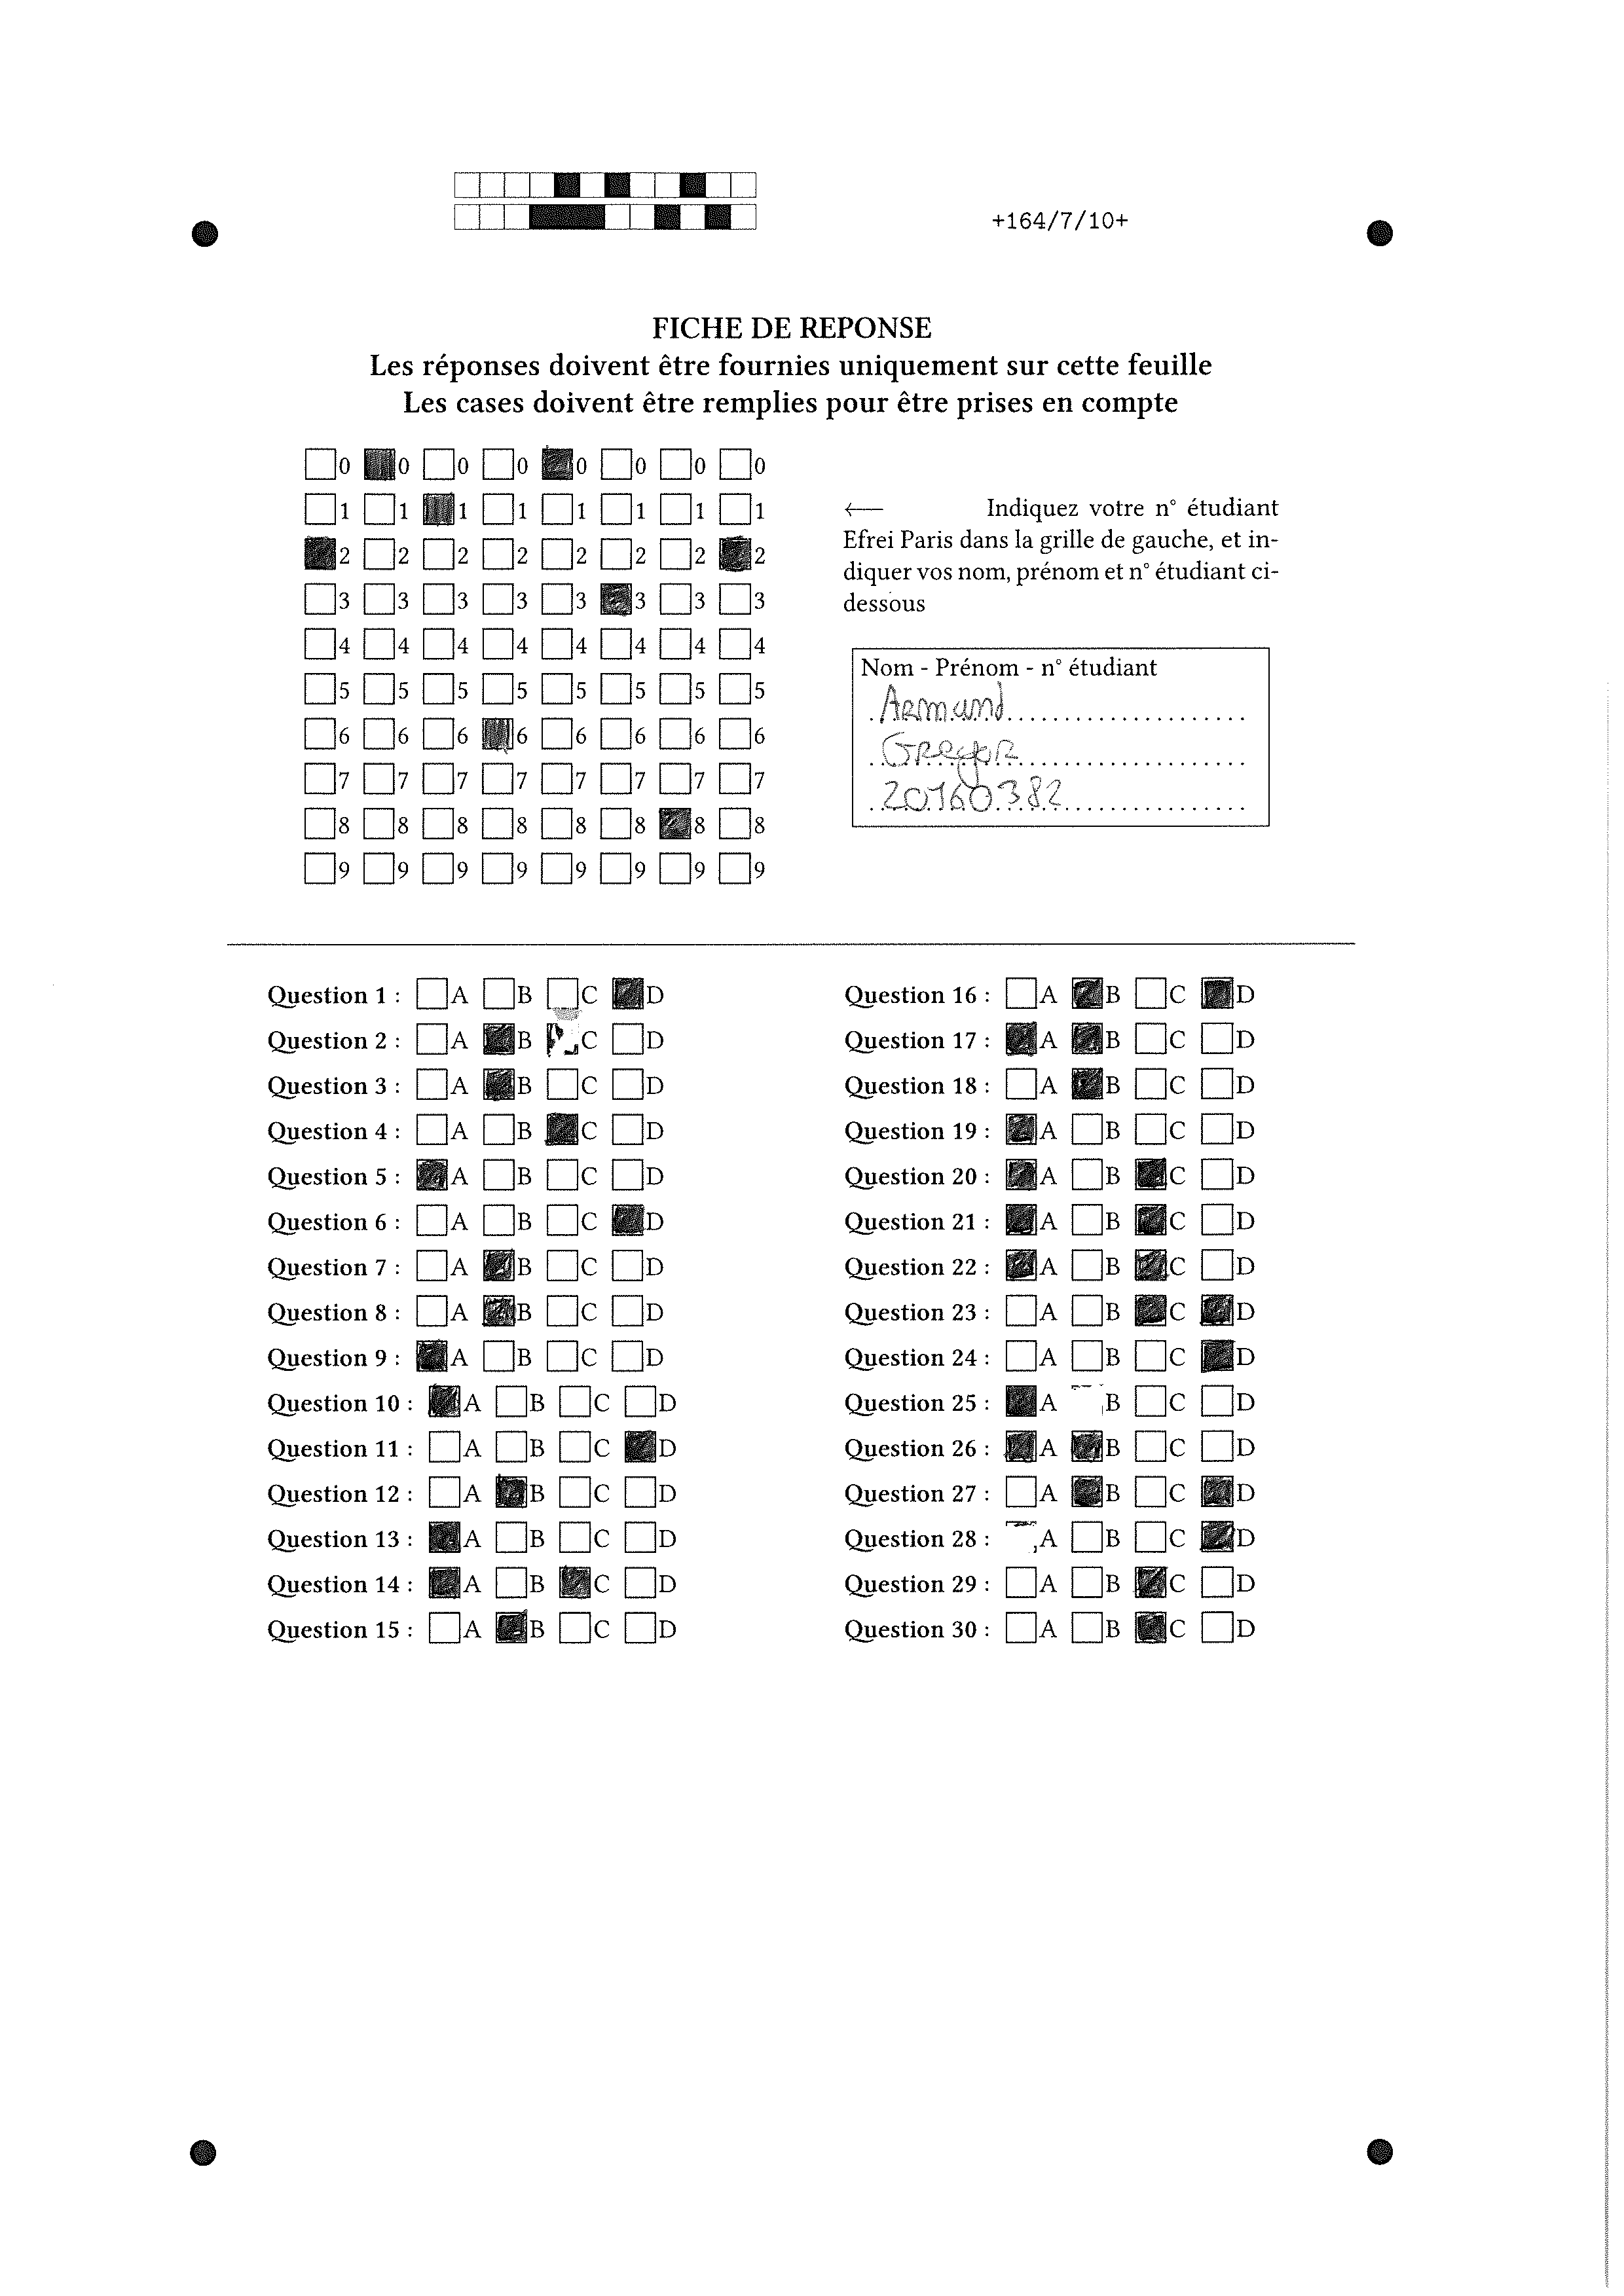 +164/7/10+
FICHE DE REPONSE
Les réponses doivent être fournies uniquement sur cette feuille
Les cases doivent être remplies pour être prises en compte
0 0 0 0 0 0 0 0
1 1 1 1 1 1 1 1
2 2 2 2 2 2 2 2
3 3 3 3 3 3 3 3
4 4 4 4 4 4 4 4
5 5 5 5 5 5 5 5
6 6 6 6 6 6 6 6
7 7 7 7 7 7 7 7
8 8 8 8 8 8 8 8
9 9 9 9 9 9 9 9
← Indiquez votre n° étudiant
Efrei Paris dans la grille de gauche, et in-
diquer vos nom, prénom et n° étudiant ci-
dessous
Nom - Prénom - n° étudiant
Armand
Gregor
20160382
Question 1 : A B C D
Question 2 : A B C D
Question 3 : A B C D
Question 4 : A B C D
Question 5 : A B C D
Question 6 : A B C D
Question 7 : A B C D
Question 8 : A B C D
Question 9 : A B C D
Question 10 : A B C D
Question 11 : A B C D
Question 12 : A B C D
Question 13 : A B C D
Question 14 : A B C D
Question 15 : A B C D
Question 16 : A B C D
Question 17 : A B C D
Question 18 : A B C D
Question 19 : A B C D
Question 20 : A B C D
Question 21 : A B C D
Question 22 : A B C D
Question 23 : A B C D
Question 24 : A B C D
Question 25 : A B C D
Question 26 : A B C D
Question 27 : A B C D
Question 28 : A B C D
Question 29 : A B C D
Question 30 : A B C D